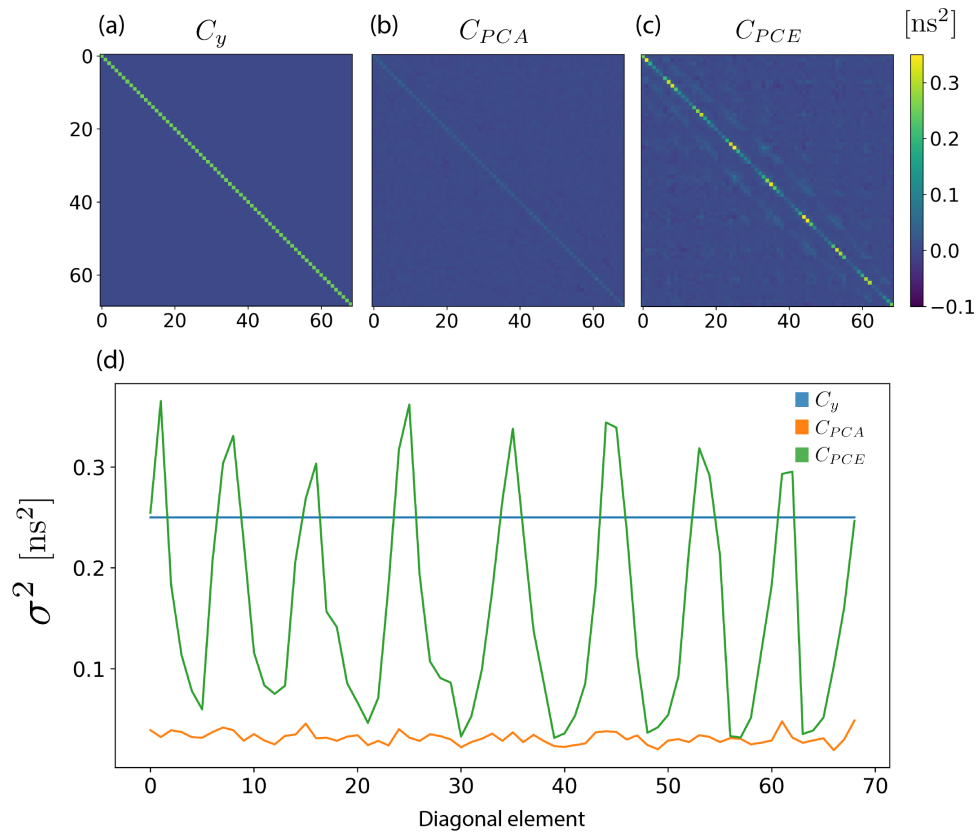 (a) (b) (c) [ns²]
C_y C_PCA C_PCE
0 0.3
20 0.2
40 0.1
60 0.0
−0.1
0 20 40 60 0 20 40 60 0 20 40 60
(d)
C_y
C_PCA
C_PCE
0.3
0.2
0.1
σ² [ns²]
0 10 20 30 40 50 60 70
Diagonal element